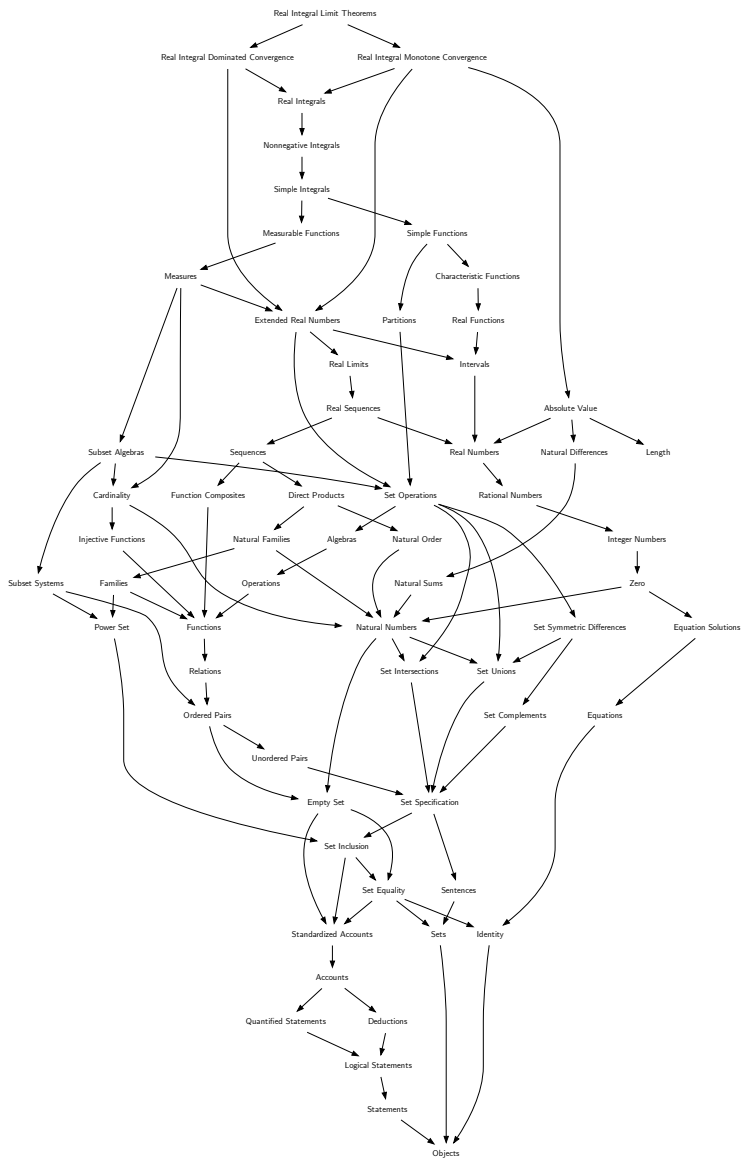 Real Integral Limit Theorems
Real Integral Dominated Convergence
Real Integral Monotone Convergence
Real Integrals
Nonnegative Integrals
Simple Integrals
Measurable Functions
Simple Functions
Measures
Characteristic Functions
Extended Real Numbers
Partitions
Real Functions
Real Limits
Intervals
Real Sequences
Absolute Value
Subset Algebras
Sequences
Real Numbers
Natural Differences
Length
Cardinality
Function Composites
Direct Products
Set Operations
Rational Numbers
Injective Functions
Natural Families
Algebras
Natural Order
Integer Numbers
Subset Systems
Families
Operations
Natural Sums
Zero
Power Set
Functions
Natural Numbers
Set Symmetric Differences
Equation Solutions
Relations
Set Intersections
Set Unions
Ordered Pairs
Set Complements
Equations
Unordered Pairs
Empty Set
Set Specification
Set Inclusion
Set Equality
Sentences
Standardized Accounts
Sets
Identity
Accounts
Quantified Statements
Deductions
Logical Statements
Statements
Objects